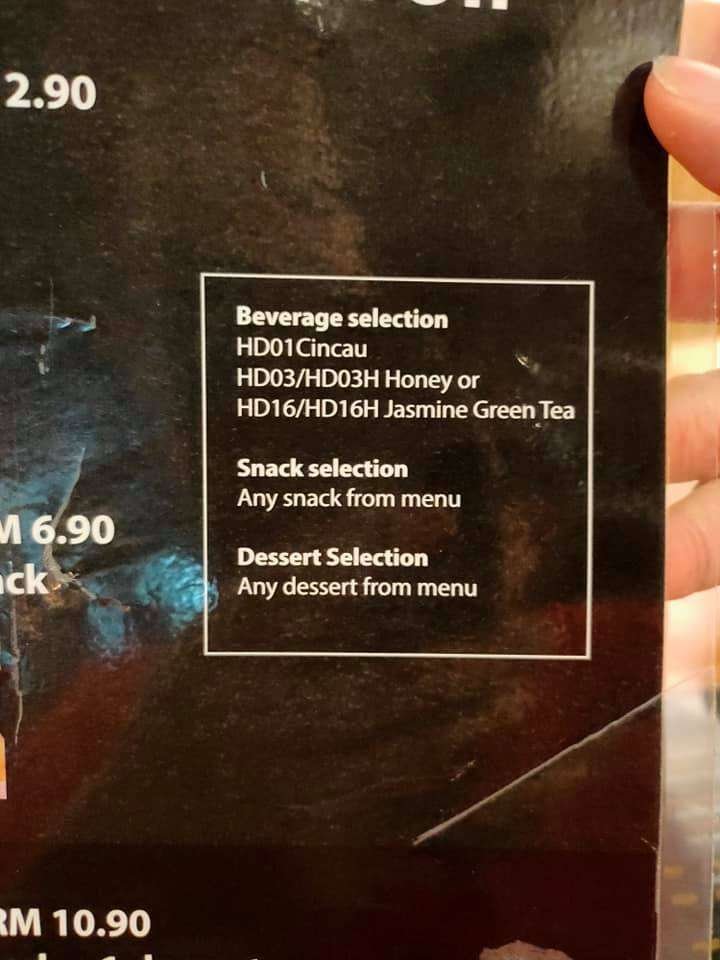 2.90
Beverage selection
HD01Cincau
HD03/HD03H Honey or
HD16/HD16H Jasmine Green Tea
Snack selection
Any snack from menu
Dessert Selection
Any dessert from menu
M 6.90
ack
RM 10.90